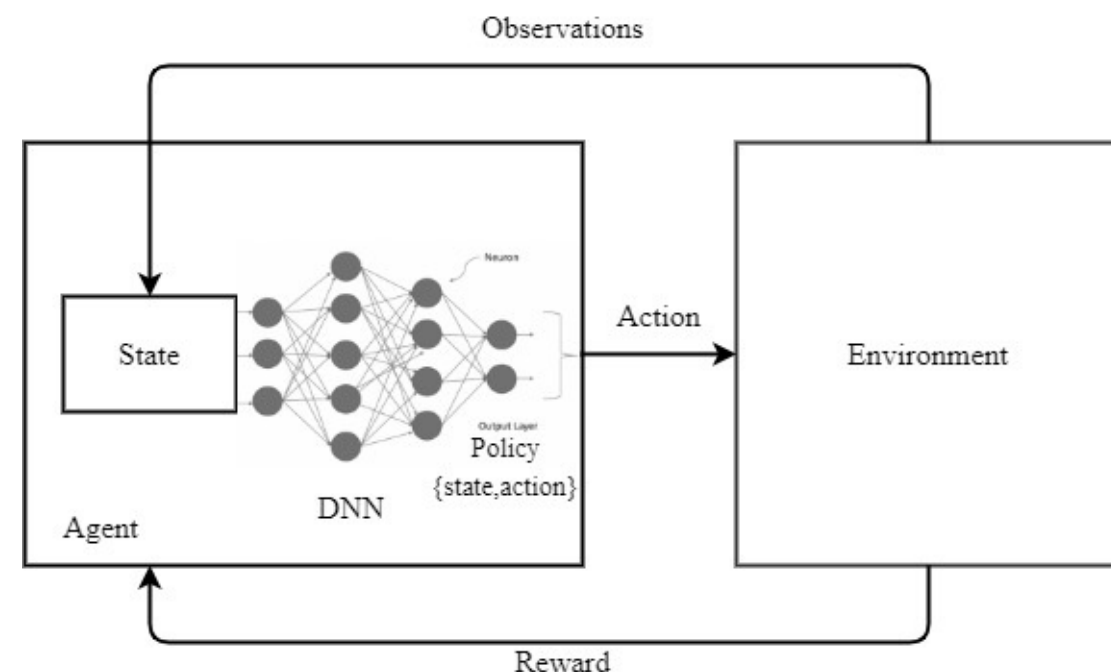 Observations
Neuron
Action
State
Environment
Output Layer
Policy
{state,action}
DNN
Agent
Reward